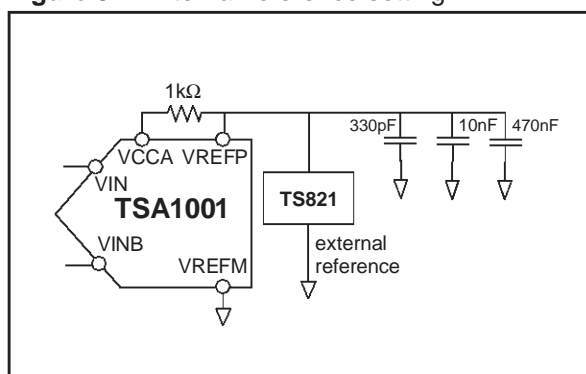 1kΩ
330pF 10nF 470nF
VCCA VREFP
VIN
TSA1001 TS821
VINB
external
VREFM
reference